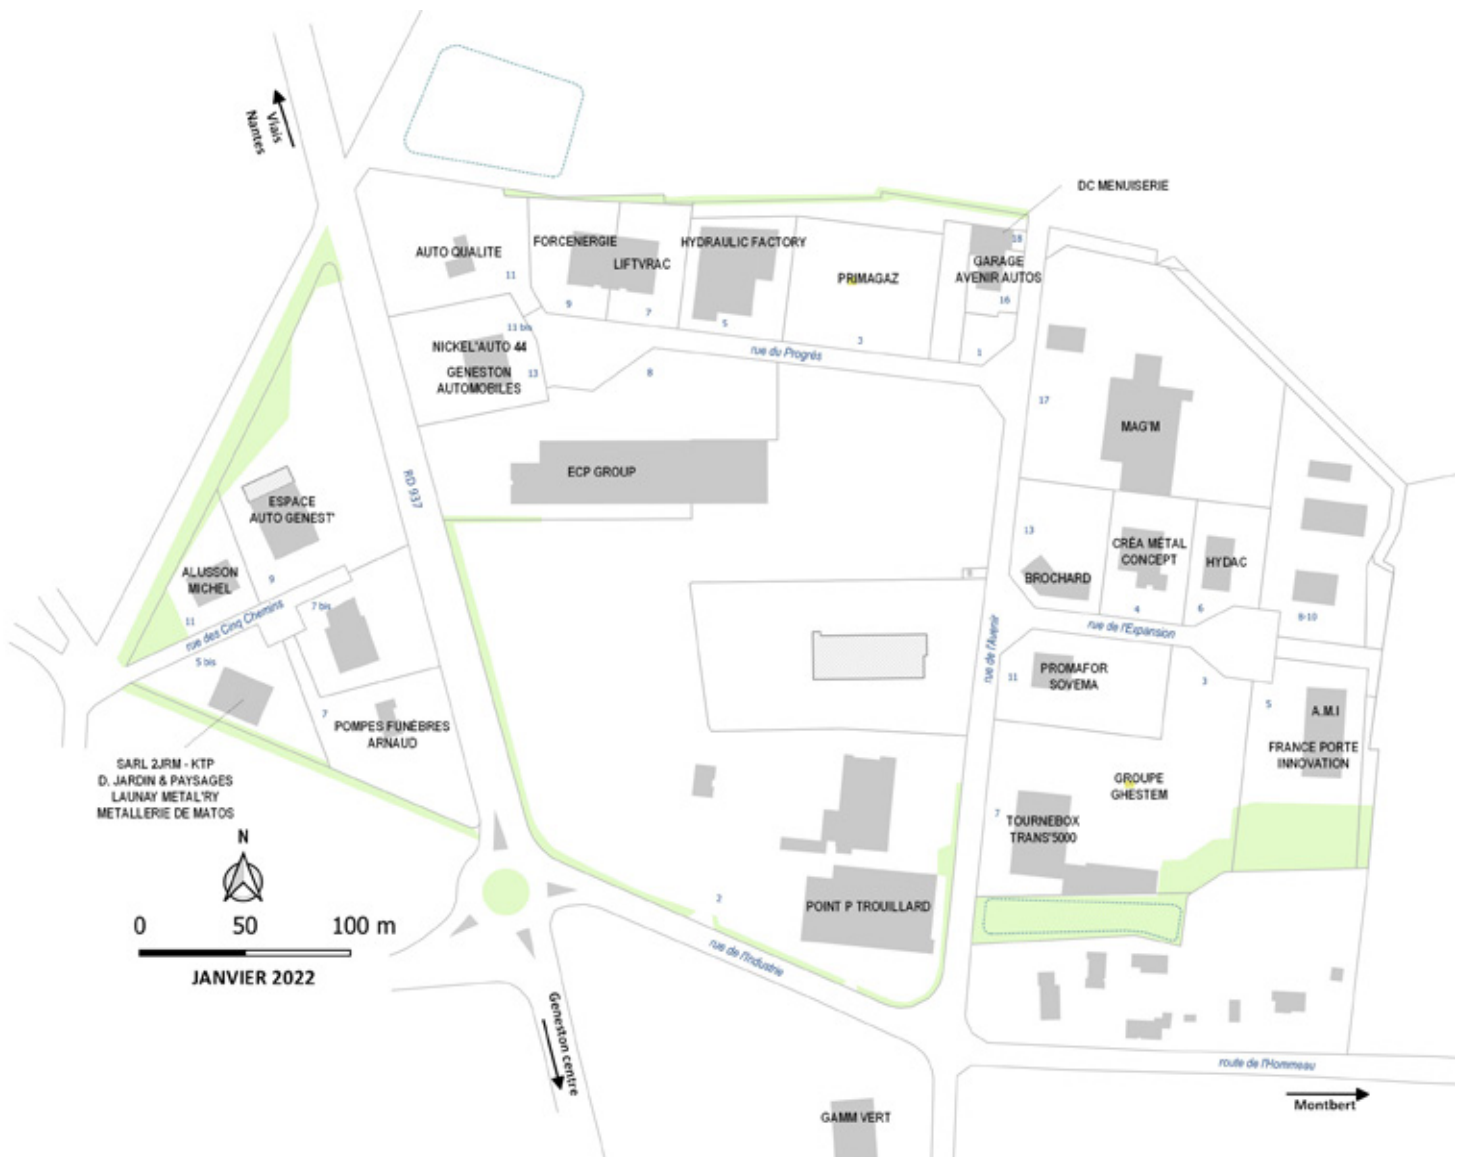 Viais
Nantes
DC MENUISERIE
AUTO QUALITE
11
FORCENERGIE
LIFTVRAC
9
7
HYDRAULIC FACTORY
5
PRIMAGAZ
3
18
GARAGE
AVENIR AUTOS
16
1
11 bis
NICKEL'AUTO 44
GENESTON
AUTOMOBILES
13
8
rue du Progrés
17
MAG'M
ECP GROUP
RD 937
ESPACE
AUTO GENEST'
9
ALUSSON
MICHEL
11
rue des Cinq Chemins
7 bis
5 bis
7
POMPES FUNÈBRES
ARNAUD
SARL 2JRM - KTP
D. JARDIN & PAYSAGES
LAUNAY METAL'RY
METALLERIE DE MATOS
13
BROCHARD
CRÉA MÉTAL
CONCEPT
4
HYDAC
6
6-10
rue de l'Expansion
rue de l'Avenir
11
PROMAFOR
SOVEMA
3
5
A.M.I
FRANCE PORTE
INNOVATION
GROUPE
GHESTEM
7
TOURNEBOX
TRANS'5000
2
POINT P TROUILLARD
rue de l'Industrie
N
0 50 100 m
JANVIER 2022
Geneston centre
route de l'Hommeau
Montbert
GAMM VERT